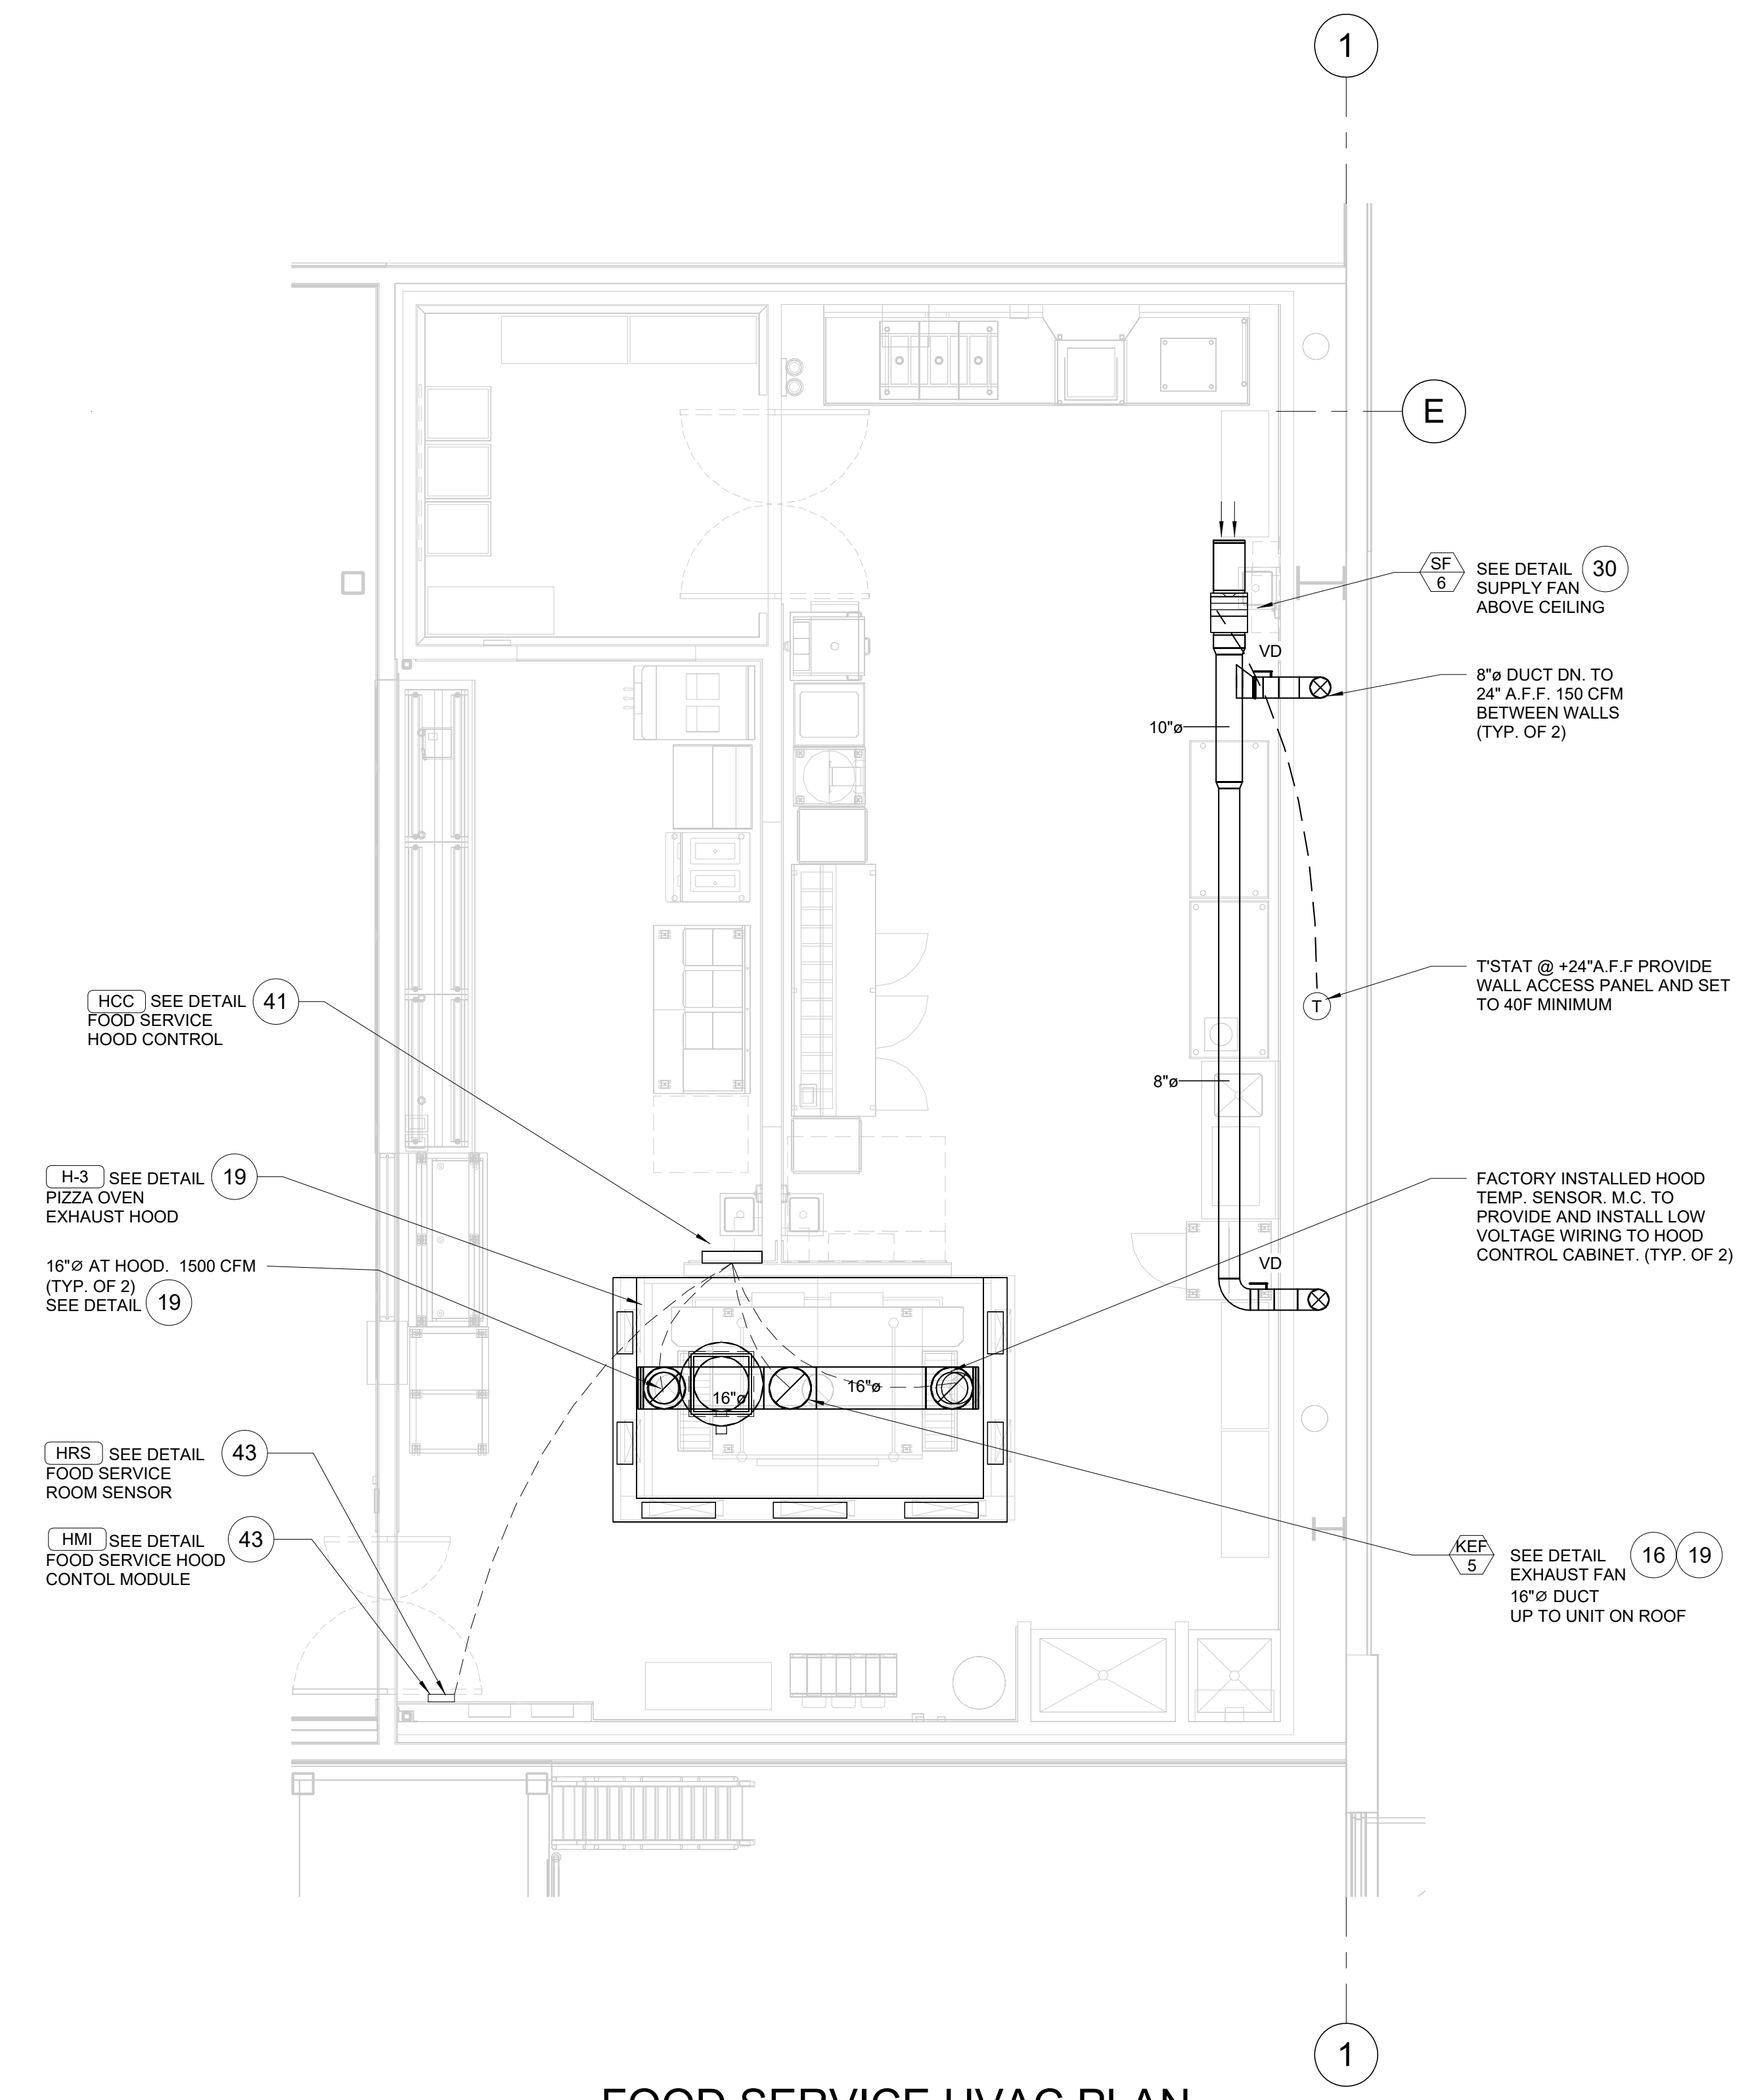 1
E
SF
6
SEE DETAIL 30
SUPPLY FAN
ABOVE CEILING
VD
8"ø DUCT DN. TO
24" A.F.F. 150 CFM
BETWEEN WALLS
(TYP. OF 2)
10"ø
T'STAT @ +24"A.F.F PROVIDE
WALL ACCESS PANEL AND SET
TO 40F MINIMUM
T
HCC SEE DETAIL 41
FOOD SERVICE
HOOD CONTROL
8"ø
H-3 SEE DETAIL 19
PIZZA OVEN
EXHAUST HOOD
FACTORY INSTALLED HOOD
TEMP. SENSOR. M.C. TO
PROVIDE AND INSTALL LOW
VOLTAGE WIRING TO HOOD
CONTROL CABINET. (TYP. OF 2)
VD
16"Ø AT HOOD. 1500 CFM
(TYP. OF 2)
SEE DETAIL 19
16"ø
16"ø
HRS SEE DETAIL 43
FOOD SERVICE
ROOM SENSOR
HMI SEE DETAIL 43
FOOD SERVICE HOOD
CONTOL MODULE
KEF
5
SEE DETAIL 16 19
EXHAUST FAN
16"Ø DUCT
UP TO UNIT ON ROOF
1
FOOD SERVICE HVAC PLAN